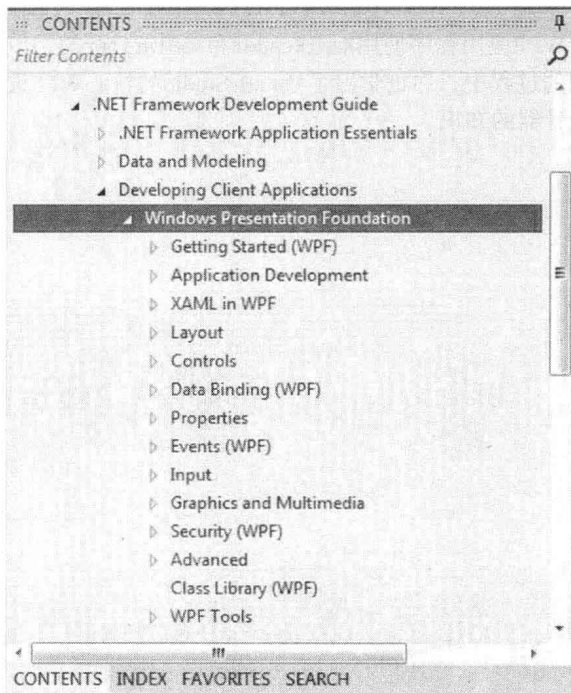 CONTENTS
Filter Contents
.NET Framework Development Guide
.NET Framework Application Essentials
Data and Modeling
Developing Client Applications
Windows Presentation Foundation
Getting Started (WPF)
Application Development
XAML in WPF
Layout
Controls
Data Binding (WPF)
Properties
Events (WPF)
Input
Graphics and Multimedia
Security (WPF)
Advanced
Class Library (WPF)
WPF Tools
CONTENTS INDEX FAVORITES SEARCH